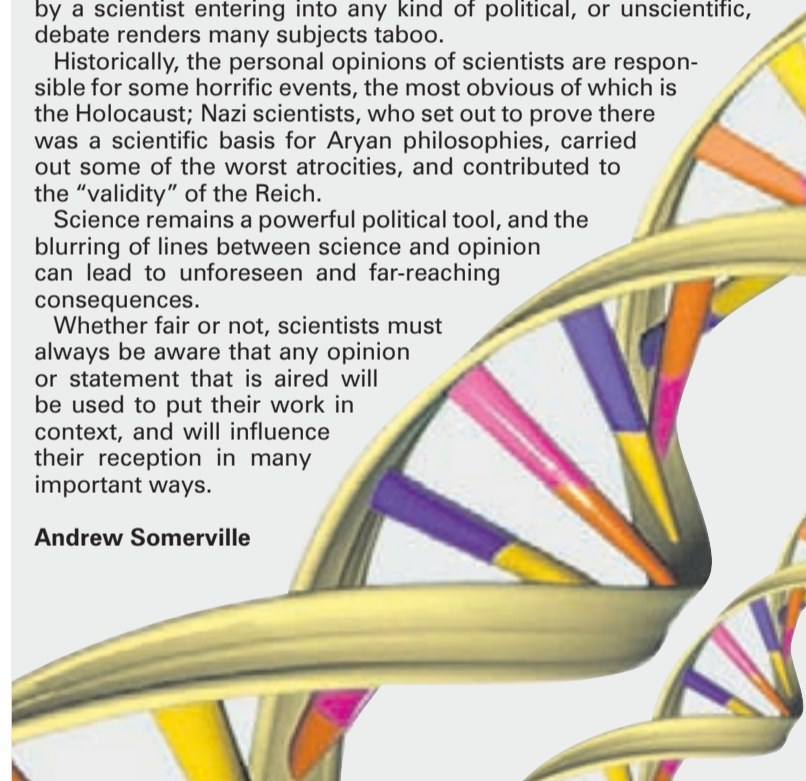 by a scientist entering into any kind of political, or unscientific,
debate renders many subjects taboo.
Historically, the personal opinions of scientists are respon-
sible for some horrific events, the most obvious of which is
the Holocaust; Nazi scientists, who set out to prove there
was a scientific basis for Aryan philosophies, carried
out some of the worst atrocities, and contributed to
the “validity” of the Reich.
Science remains a powerful political tool, and the
blurring of lines between science and opinion
can lead to unforeseen and far-reaching
consequences.
Whether fair or not, scientists must
always be aware that any opinion
or statement that is aired will
be used to put their work in
context, and will influence
their reception in many
important ways.
Andrew Somerville